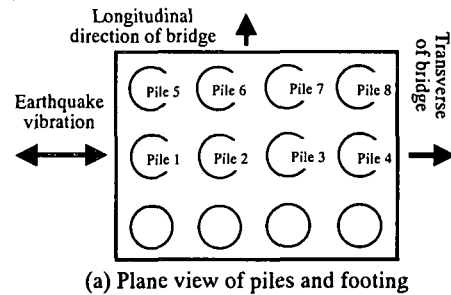 Longitudinal
direction of bridge
Transverse
of bridge
Earthquake
vibration
Pile 5 Pile 6 Pile 7 Pile 8
Pile 1 Pile 2 Pile 3 Pile 4
(a) Plane view of piles and footing